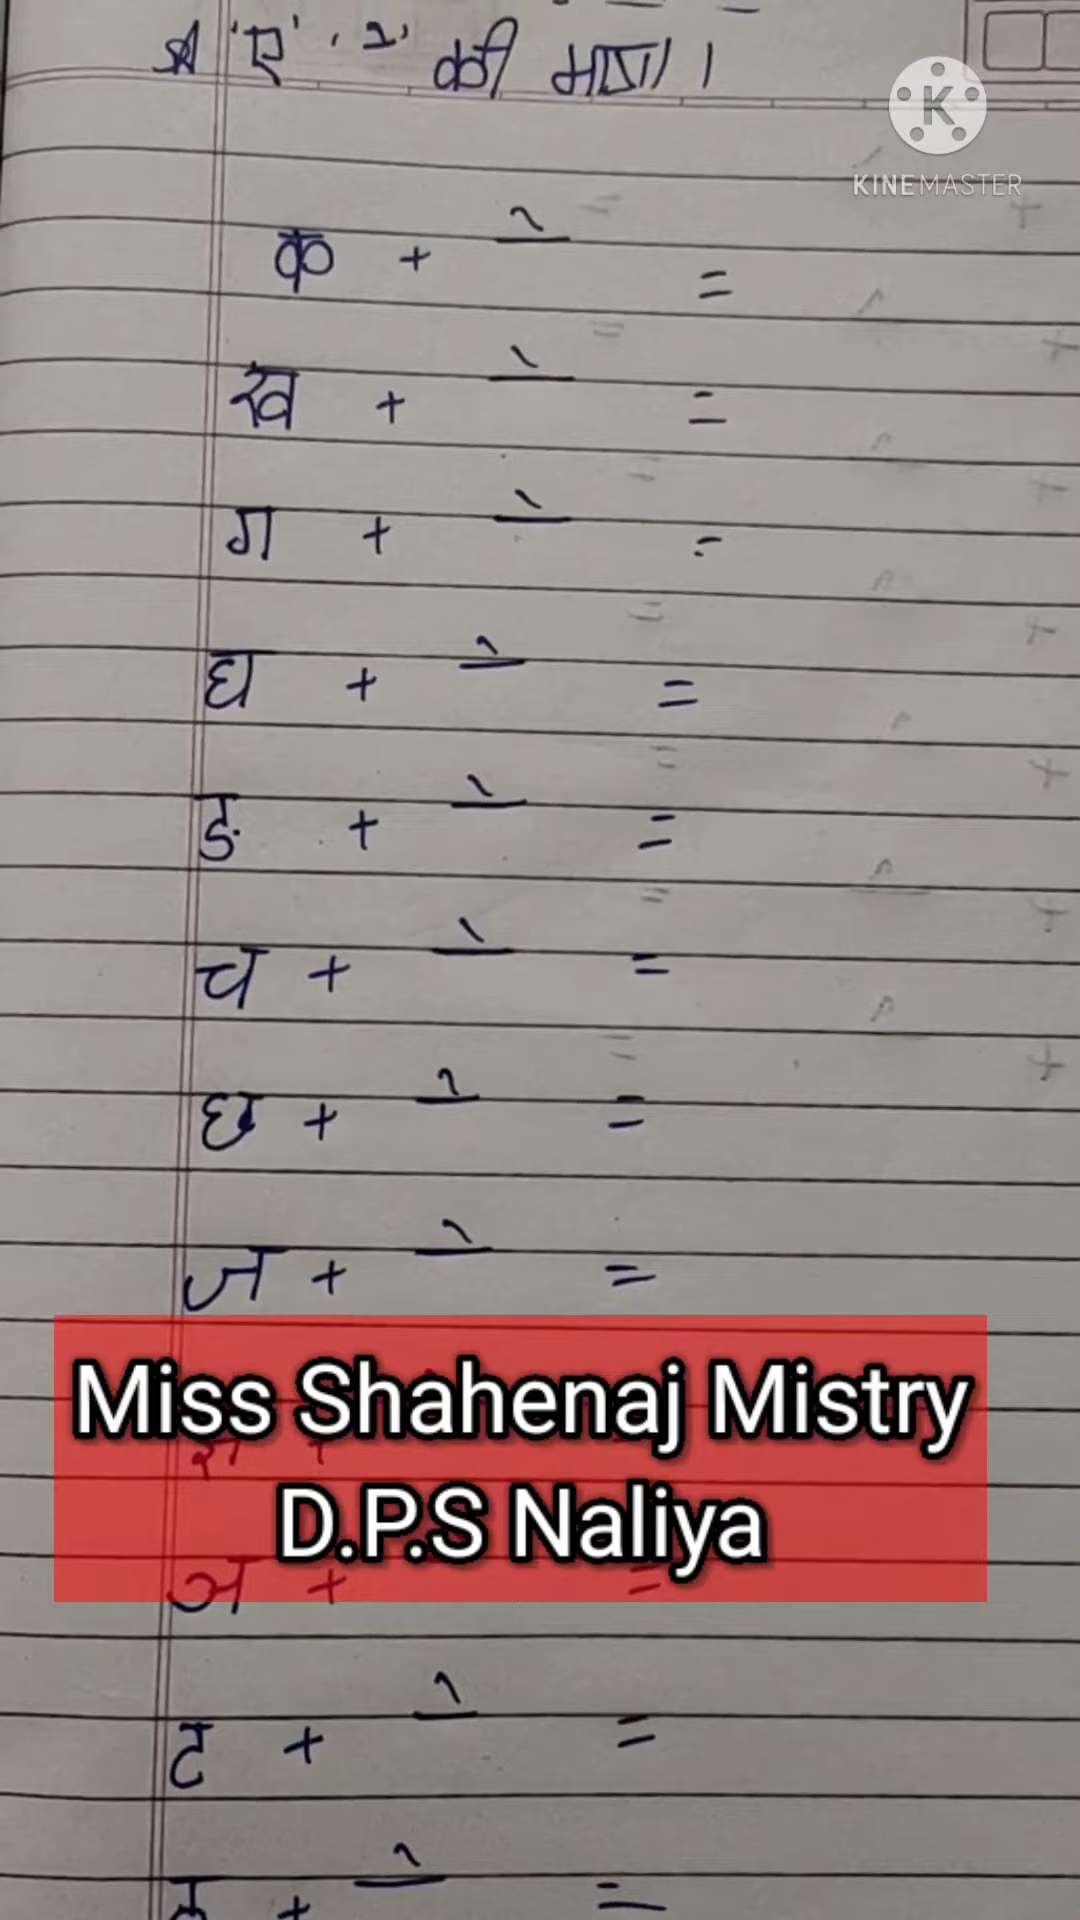 'ए' ' े' की मात्रा।
KINEMASTER
क + े =
ख + े =
ग + े =
घ + े =
ङ + े =
च + े =
छ + े =
ज + े =
Miss Shahenaj Mistry
D.P.S Naliya
ञ + =
ट + े =
+ े =